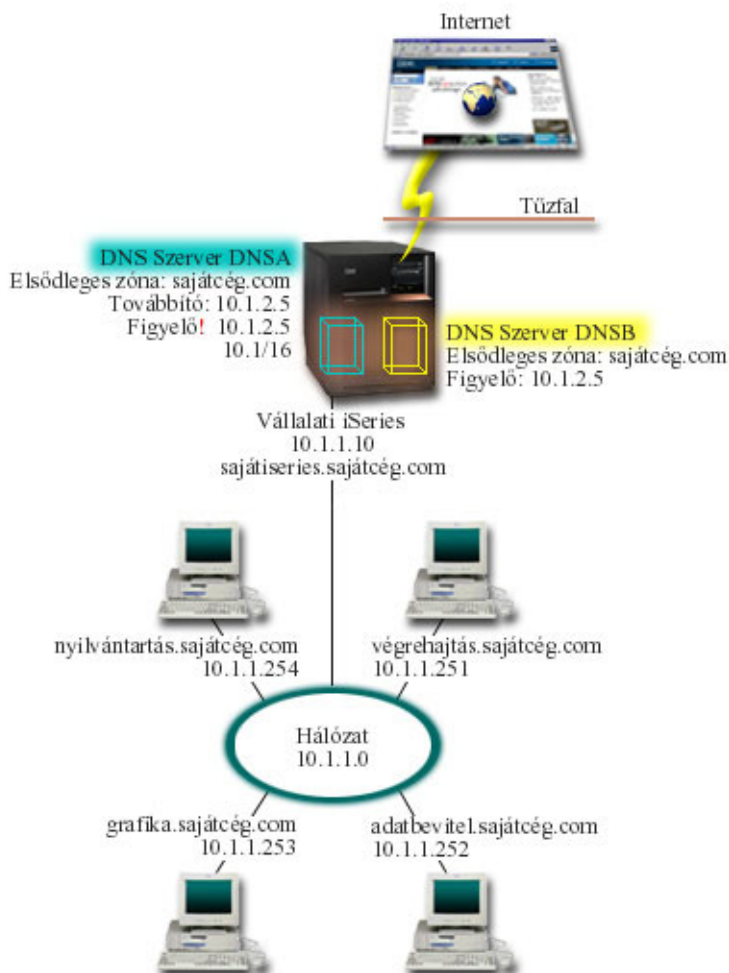 Internet
Tűzfal
DNS Szerver DNSA
Elsődleges zóna: sajátcég.com
Továbbító: 10.1.2.5
Figyelő! 10.1.2.5
10.1/16
DNS Szerver DNSB
Elsődleges zóna: sajátcég.com
Figyelő: 10.1.2.5
Vállalati iSeries
10.1.1.10
sajátiseries.sajátcég.com
nyilvántartás.sajátcég.com
10.1.1.254
végrehajtás.sajátcég.com
10.1.1.251
Hálózat
10.1.1.0
grafika.sajátcég.com
10.1.1.253
adatbevitel.sajátcég.com
10.1.1.252